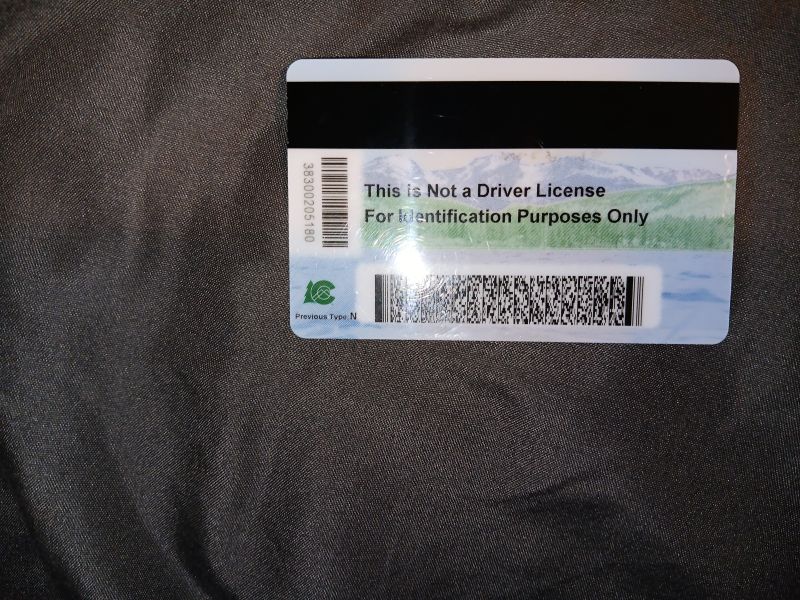 38300205180
This is Not a Driver License
For Identification Purposes Only
Previous Type: N